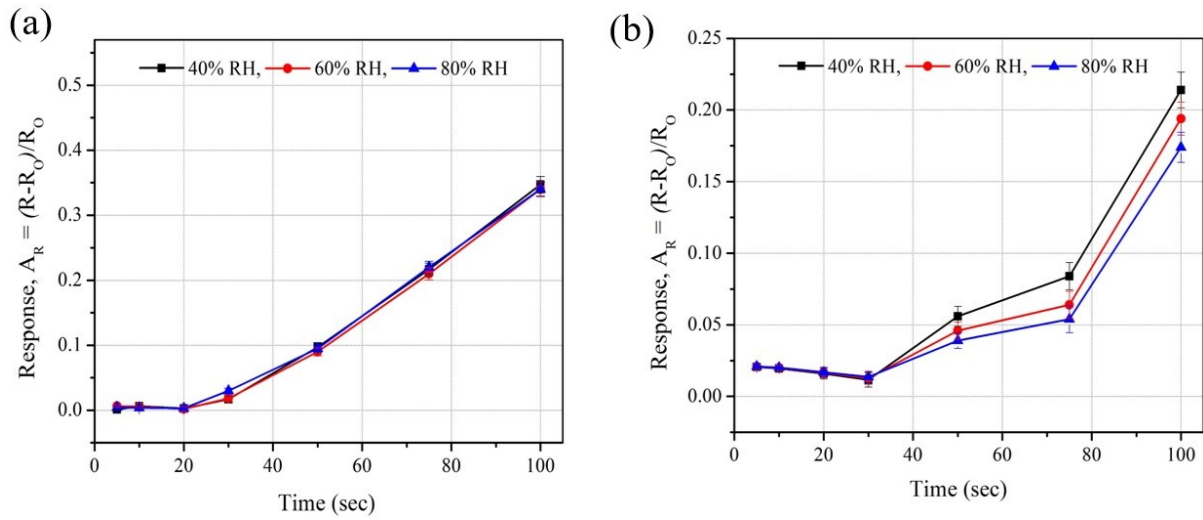 (a)
40% RH, 60% RH, 80% RH
Response, A_R = (R-R_O)/R_O
0.5
0.4
0.3
0.2
0.1
0.0
0 20 40 60 80 100
Time (sec)
(b)
40% RH, 60% RH, 80% RH
Response, A_R = (R-R_O)/R_O
0.25
0.20
0.15
0.10
0.05
0.00
0 20 40 60 80 100
Time (sec)